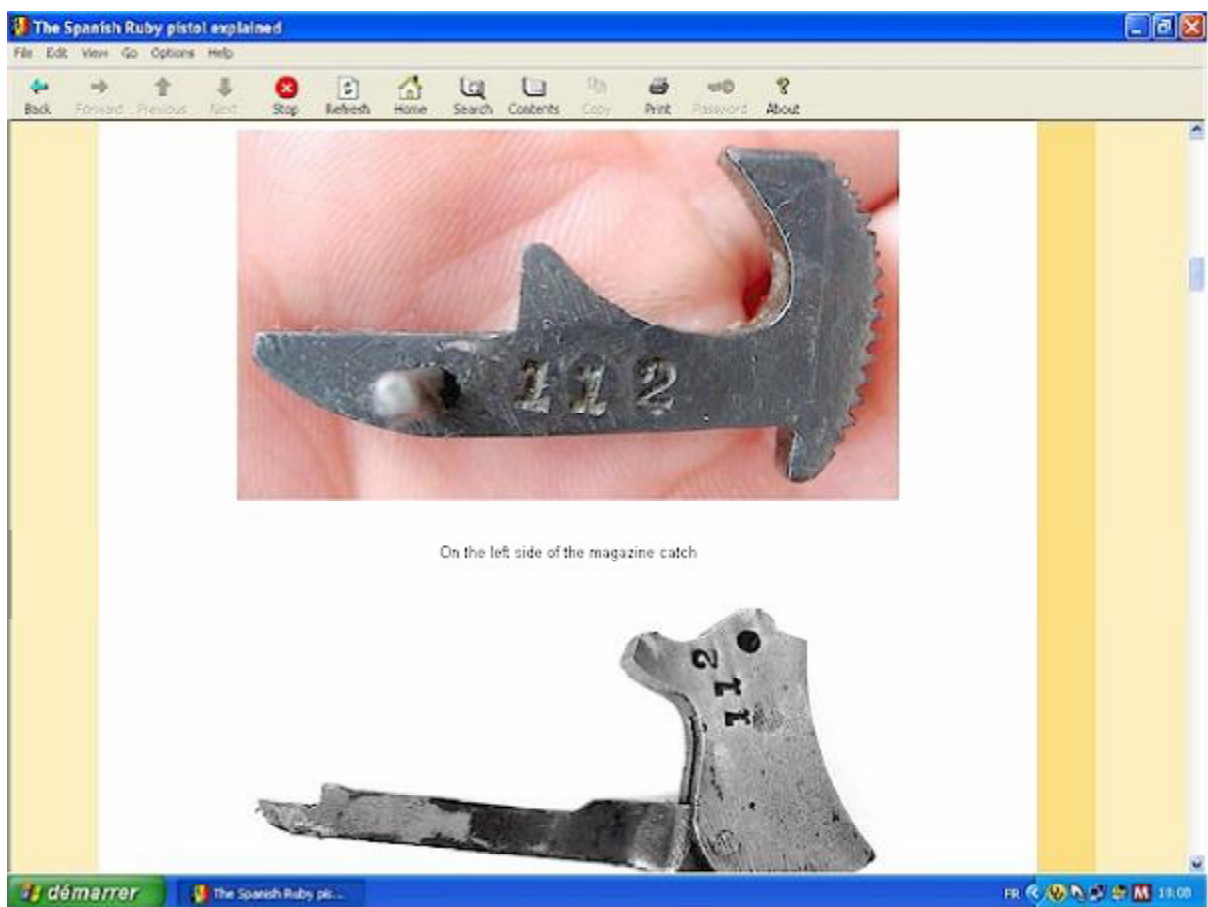 The Spanish Ruby pistol explained
File Edit View Go Options Help
Back Forward Previous Next Stop Refresh Home Search Contents Copy Print Password About
112
On the left side of the magazine catch
112
démarrer The Spanish Ruby pis... FR M 18:08